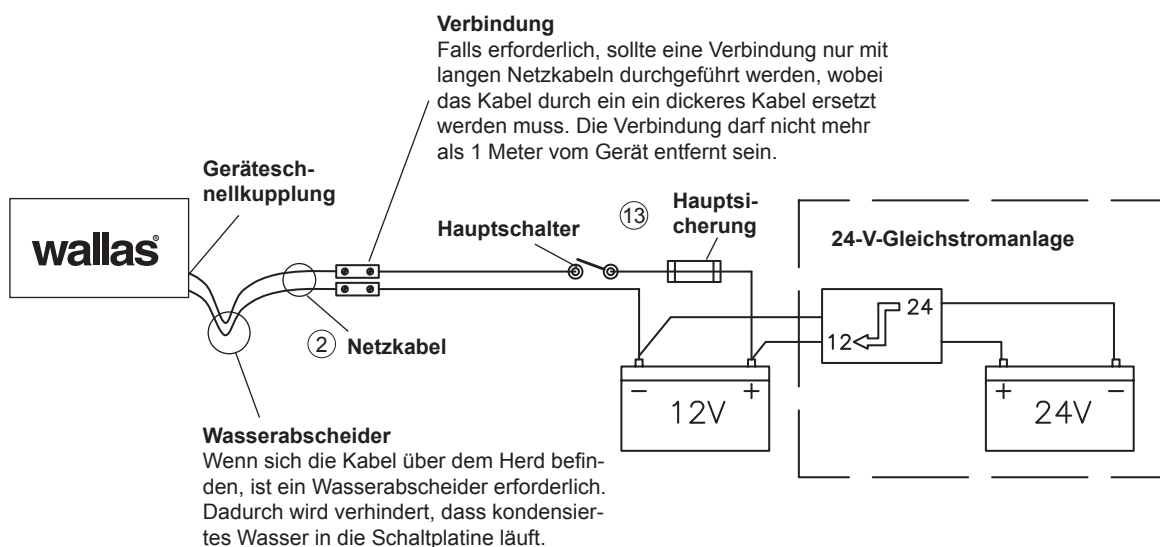 Verbindung
Falls erforderlich, sollte eine Verbindung nur mit
langen Netzkabeln durchgeführt werden, wobei
das Kabel durch ein ein dickeres Kabel ersetzt
werden muss. Die Verbindung darf nicht mehr
als 1 Meter vom Gerät entfernt sein.
Gerätesch-
nellkupplung
wallas®
Hauptschalter
13
Hauptsi-
cherung
24-V-Gleichstromanlage
24
12
2 Netzkabel
− +
12V
+ −
24V
Wasserabscheider
Wenn sich die Kabel über dem Herd befin-
den, ist ein Wasserabscheider erforderlich.
Dadurch wird verhindert, dass kondensier-
tes Wasser in die Schaltplatine läuft.